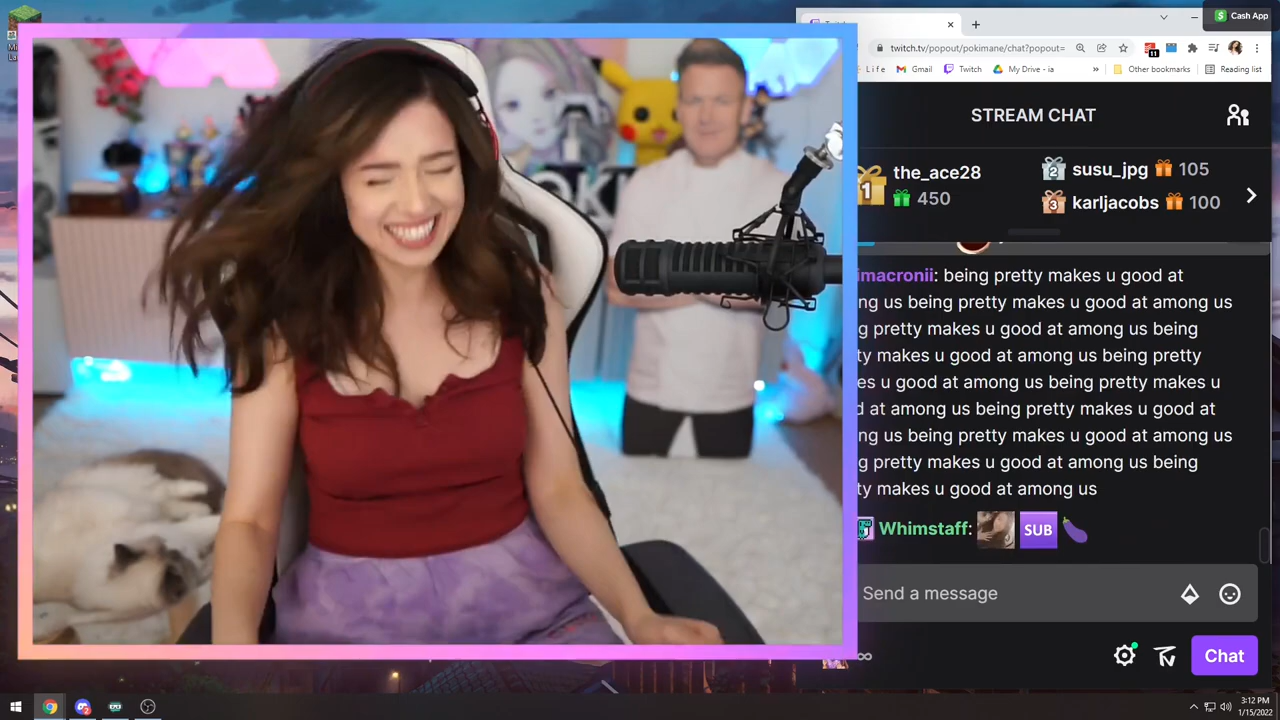 Cash App
twitch.tv/popout/pokimane/chat?popout=
11
Life
Gmail
Twitch
My Drive - ia
»
Other bookmarks
Reading list
STREAM CHAT
1
the_ace28
450
2
susu_jpg
105
3
karljacobs
100
imacronii: being pretty makes u good at
ng us being pretty makes u good at among us
g pretty makes u good at among us being
ty makes u good at among us being pretty
es u good at among us being pretty makes u
d at among us being pretty makes u good at
ng us being pretty makes u good at among us
g pretty makes u good at among us being
ty makes u good at among us
Whimstaff: SUB
Send a message
∞
Chat
3:12 PM
1/15/2022